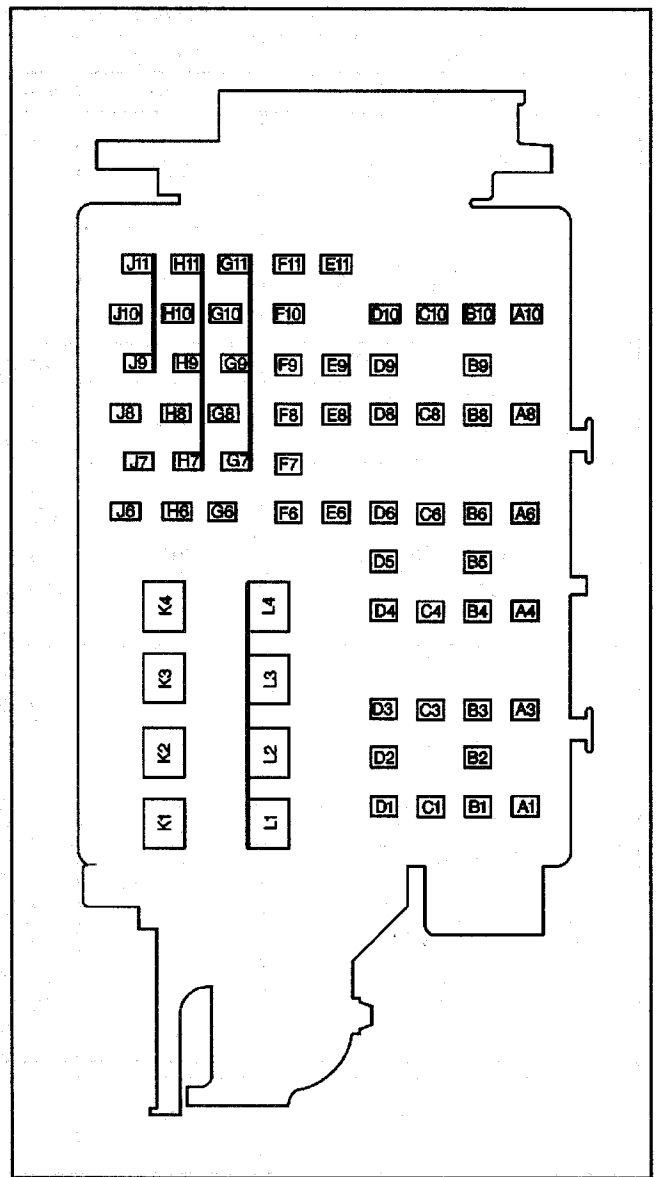 J11 H11 G11 F11 E11
J10 H10 G10 F10 D10 C10 B10 A10
J9 H9 G9 F9 E9 D9 B9
J8 H8 G8 F8 E8 D8 C8 B8 A8
J7 H7 G7 F7
J6 H6 G6 F6 E6 D6 C6 B6 A6
D5 B5
K4 L4 D4 C4 B4 A4
K3 L3 D3 C3 B3 A3
K2 L2 D2 B2
K1 L1 D1 C1 B1 A1